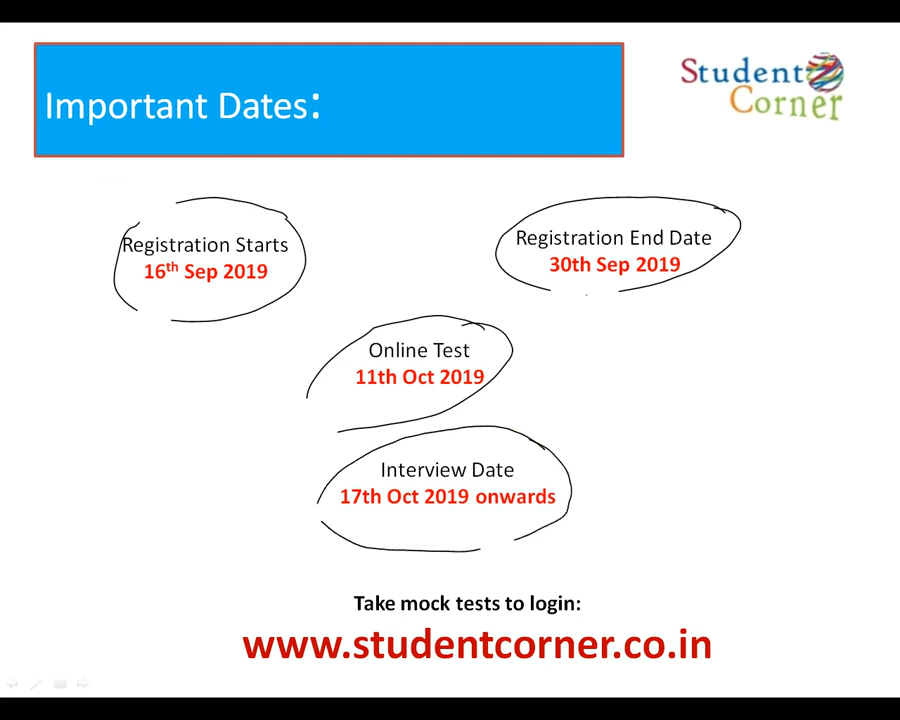 Important Dates:
Student
Corner
Registration Starts
16th Sep 2019
Registration End Date
30th Sep 2019
Online Test
11th Oct 2019
Interview Date
17th Oct 2019 onwards
Take mock tests to login:
www.studentcorner.co.in